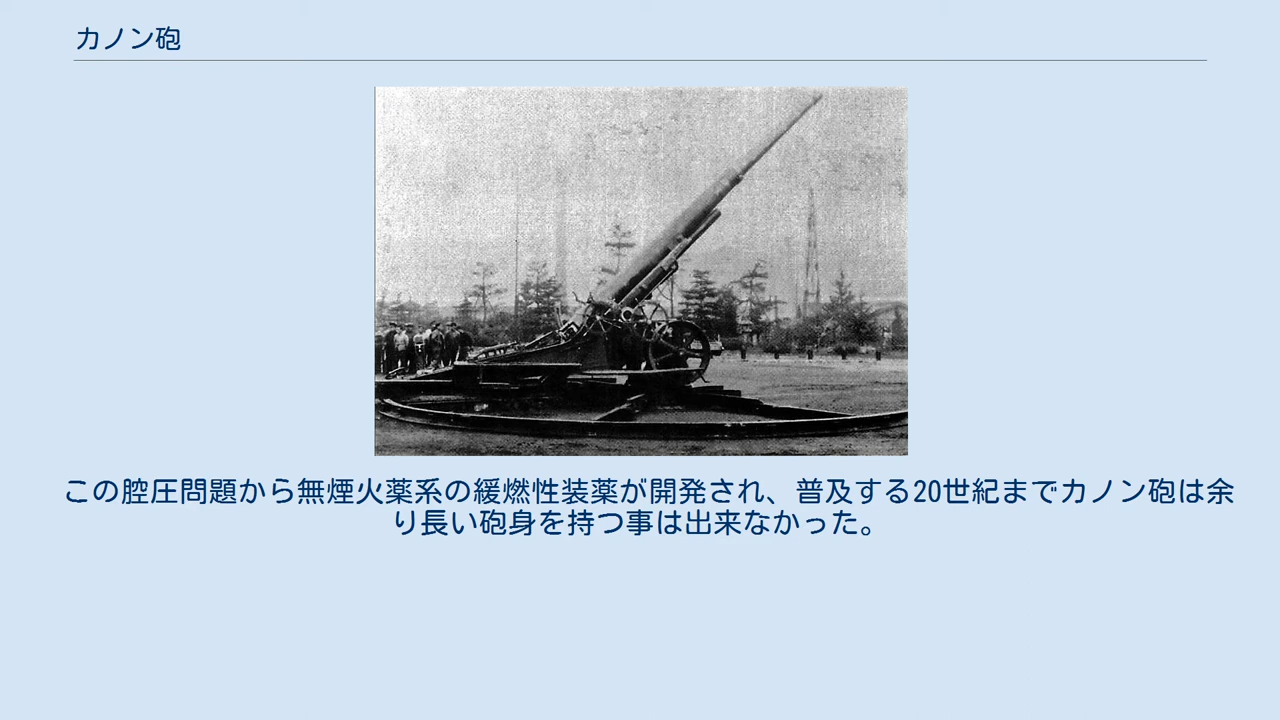 カノン砲
この腔圧問題から無煙火薬系の緩燃性装薬が開発され、普及する20世紀までカノン砲は余
り長い砲身を持つ事は出来なかった。